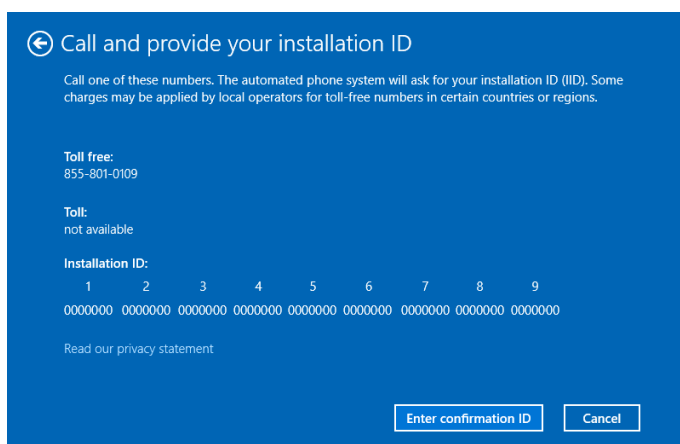 Call and provide your installation ID
Call one of these numbers. The automated phone system will ask for your installation ID (IID). Some
charges may be applied by local operators for toll-free numbers in certain countries or regions.
Toll free:
855-801-0109
Toll:
not available
Installation ID:
1 2 3 4 5 6 7 8 9
0000000 0000000 0000000 0000000 0000000 0000000 0000000 0000000 0000000
Read our privacy statement
Enter confirmation ID Cancel